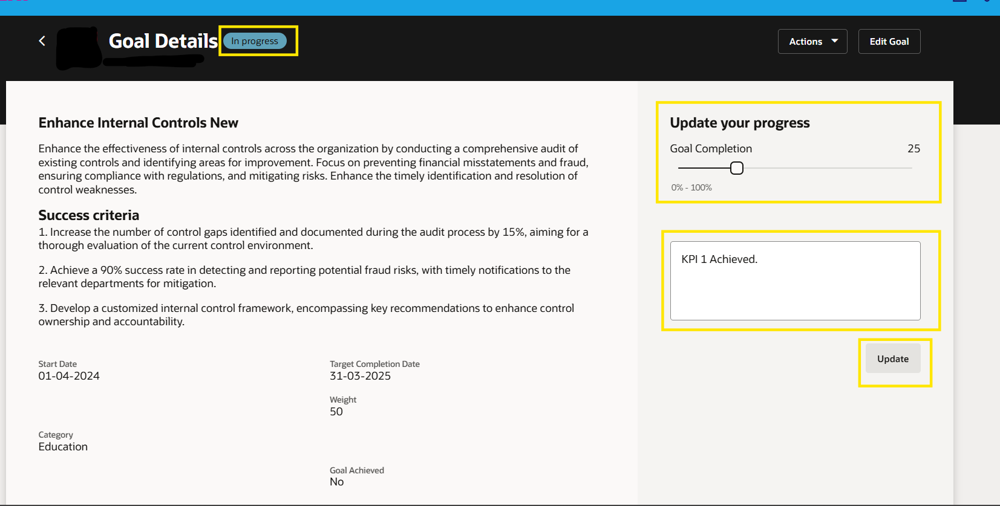 Goal Details
In progress
Actions
Edit Goal
Enhance Internal Controls New
Enhance the effectiveness of internal controls across the organization by conducting a comprehensive audit of
existing controls and identifying areas for improvement. Focus on preventing financial misstatements and fraud,
ensuring compliance with regulations, and mitigating risks. Enhance the timely identification and resolution of
control weaknesses.
Success criteria
1. Increase the number of control gaps identified and documented during the audit process by 15%, aiming for a
thorough evaluation of the current control environment.
2. Achieve a 90% success rate in detecting and reporting potential fraud risks, with timely notifications to the
relevant departments for mitigation.
3. Develop a customized internal control framework, encompassing key recommendations to enhance control
ownership and accountability.
Start Date
01-04-2024
Target Completion Date
31-03-2025
Weight
50
Category
Education
Goal Achieved
No
Update your progress
Goal Completion
25
0% - 100%
KPI 1 Achieved.
Update